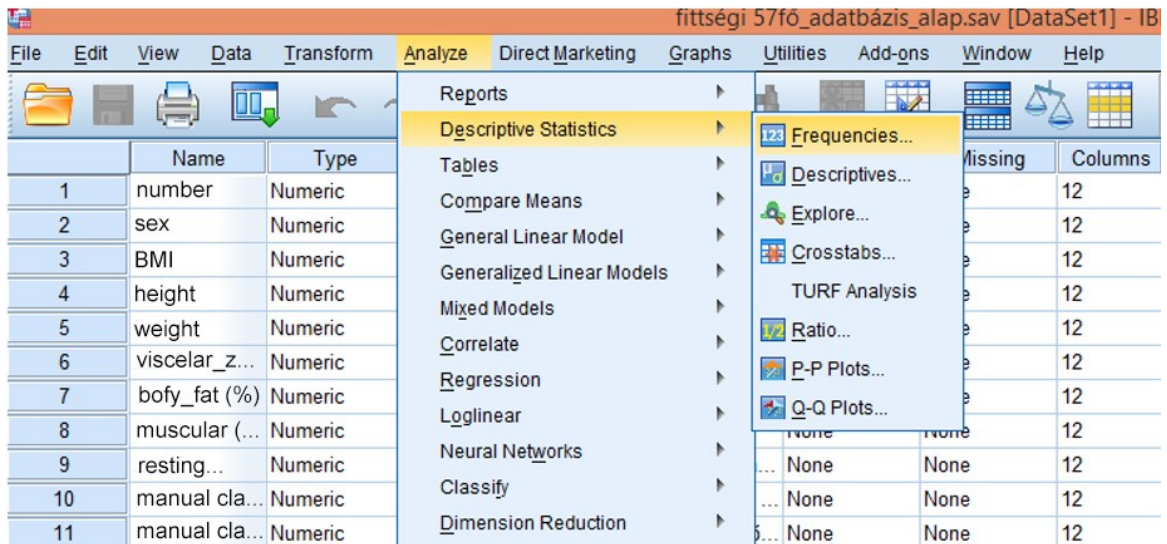 fittségi 57fő_adatbázis_alap.sav [DataSet1] - IB
File Edit View Data Transform Analyze Direct Marketing Graphs Utilities Add-ons Window Help
Reports
Descriptive Statistics
Tables
Compare Means
General Linear Model
Generalized Linear Models
Mixed Models
Correlate
Regression
Loglinear
Neural Networks
Classify
Dimension Reduction
123 Frequencies...
Descriptives...
Explore...
Crosstabs...
TURF Analysis
1/2 Ratio...
P-P Plots...
Q-Q Plots...
Name Type Missing Columns
1 number Numeric 12
2 sex Numeric 12
3 BMI Numeric 12
4 height Numeric 12
5 weight Numeric 12
6 viscelar_z... Numeric 12
7 bofy_fat (%) Numeric 12
8 muscular (... Numeric None None 12
9 resting... Numeric ... None None 12
10 manual cla... Numeric ... None None 12
11 manual cla... Numeric ... None None 12